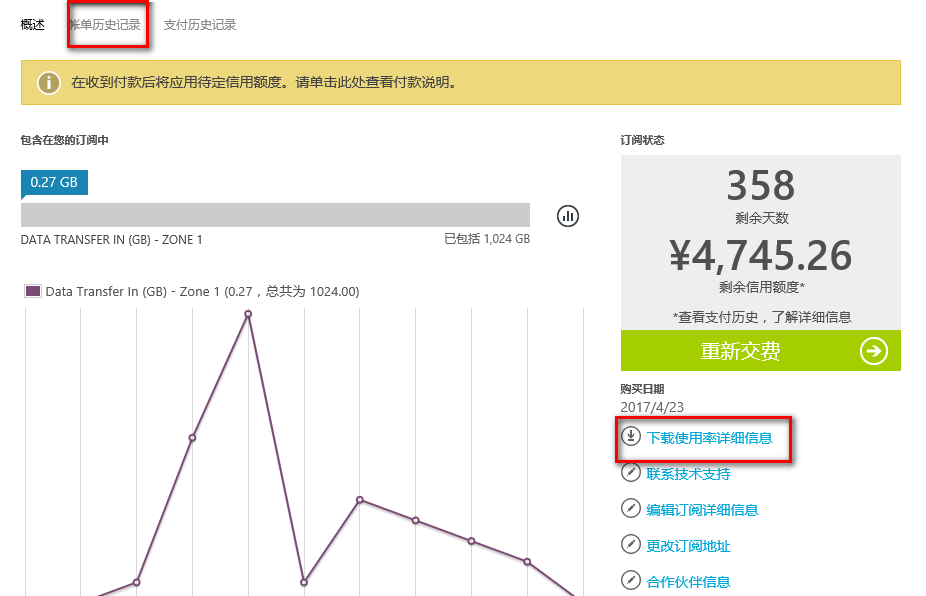 概述 帐单历史记录 支付历史记录
在收到付款后将应用待定信用额度。请单击此处查看付款说明。
包含在您的订阅中
0.27 GB
DATA TRANSFER IN (GB) - ZONE 1 已包括 1,024 GB
Data Transfer In (GB) - Zone 1 (0.27，总共为 1024.00)
订阅状态
358
剩余天数
¥4,745.26
剩余信用额度*
*查看支付历史，了解详细信息
重新交费
购买日期
2017/4/23
下载使用率详细信息
联系技术支持
编辑订阅详细信息
更改订阅地址
合作伙伴信息